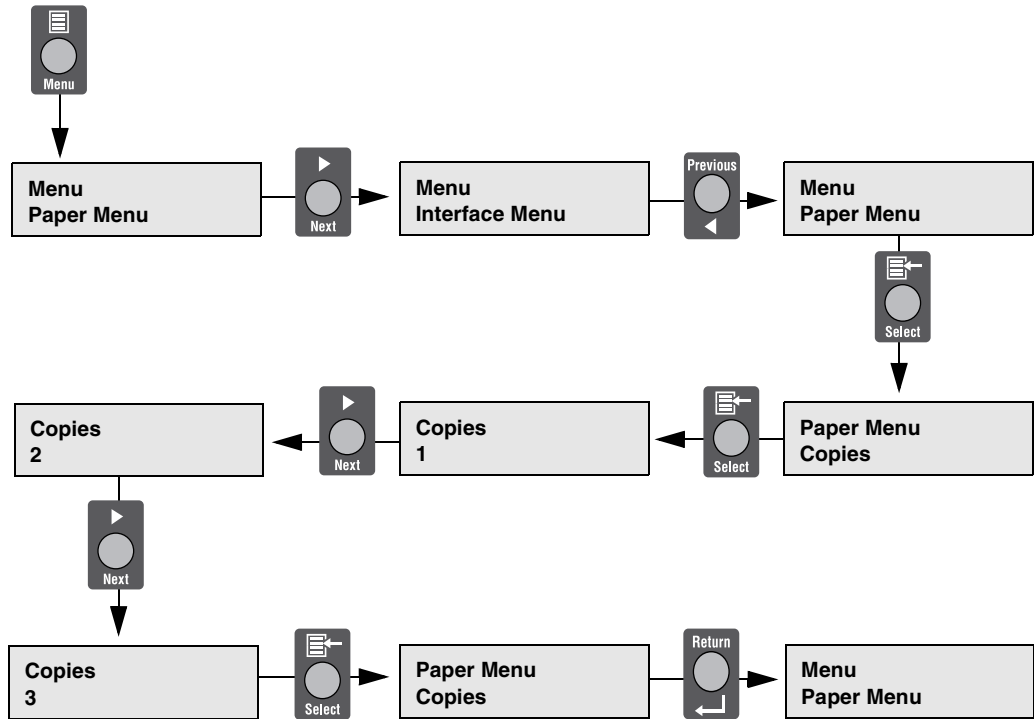 Menu
Menu
Paper Menu
Next
Menu
Interface Menu
Previous
Menu
Paper Menu
Select
Paper Menu
Copies
Select
Copies
1
Next
Copies
2
Next
Copies
3
Select
Paper Menu
Copies
Return
Menu
Paper Menu